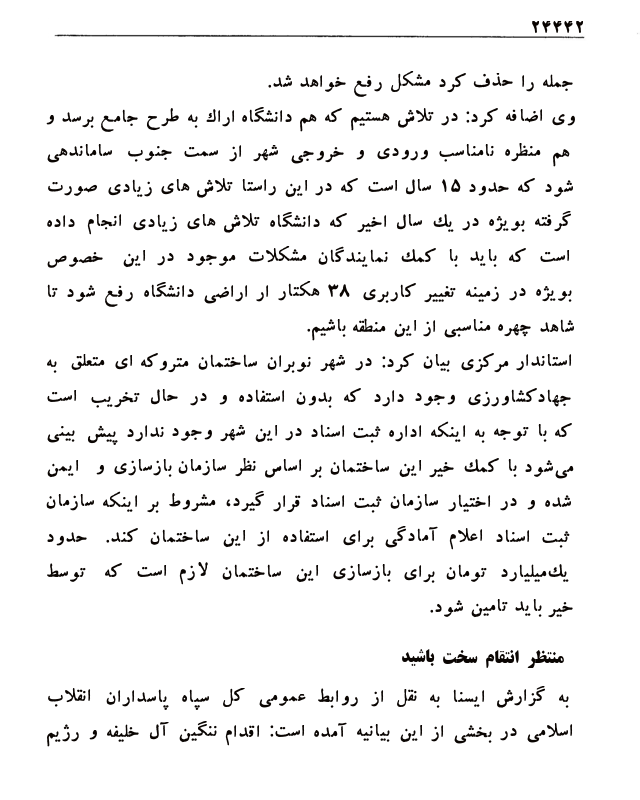 ۲۴۴۴۲
جمله را حذف کرد مشکل رفع خواهد شد.
وی اضافه کرد: در تلاش هستیم که هم دانشگاه اراك به طرح جامع برسد و
هم منظره نامناسب ورودی و خروجی شهر از سمت جنوب ساماندهی
شود که حدود ۱۵ سال است که در این راستا تلاش های زیادی صورت
گرفته بویژه در یك سال اخیر که دانشگاه تلاش های زیادی انجام داده
است که باید با کمك نمایندگان مشکلات موجود در این خصوص
بویژه در زمینه تغییر کاربری ۳۸ هکتار ار اراضی دانشگاه رفع شود تا
شاهد چهره مناسبی از این منطقه باشیم.
استاندار مرکزی بیان کرد: در شهر نوبران ساختمان متروکه ای متعلق به
جهادکشاورزی وجود دارد که بدون استفاده و در حال تخریب است
که با توجه به اینکه اداره ثبت اسناد در این شهر وجود ندارد پیش بینی
می‌شود با کمك خیر این ساختمان بر اساس نظر سازمان بازسازی و ایمن
شده و در اختیار سازمان ثبت اسناد قرار گیرد، مشروط بر اینکه سازمان
ثبت اسناد اعلام آمادگی برای استفاده از این ساختمان کند. حدود
یك‌میلیارد تومان برای بازسازی این ساختمان لازم است که توسط
خیر باید تامین شود.
منتظر انتقام سخت باشید
به گزارش ایسنا به نقل از روابط عمومی کل سپاه پاسداران انقلاب
اسلامی در بخشی از این بیانیه آمده است: اقدام ننگین آل خلیفه و رژیم